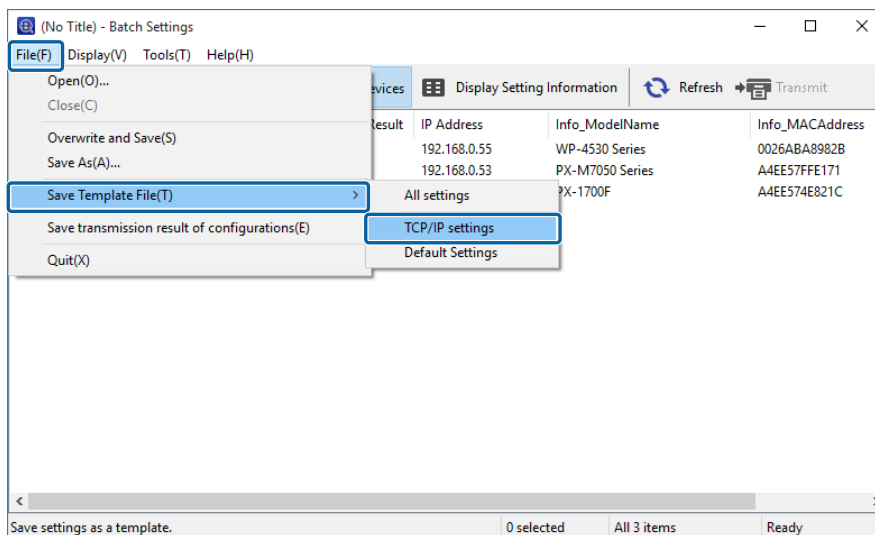 (No Title) - Batch Settings
File(F) Display(V) Tools(T) Help(H)
Open(O)...
Close(C)
Overwrite and Save(S)
Save As(A)...
Save Template File(T) >
Save transmission result of configurations(E)
Quit(X)
All settings
TCP/IP settings
Default Settings
evices Display Setting Information Refresh Transmit
Result IP Address Info_ModelName Info_MACAddress
192.168.0.55 WP-4530 Series 0026ABA8982B
192.168.0.53 PX-M7050 Series A4EE57FFE171
PX-1700F A4EE574E821C
Save settings as a template. 0 selected All 3 items Ready